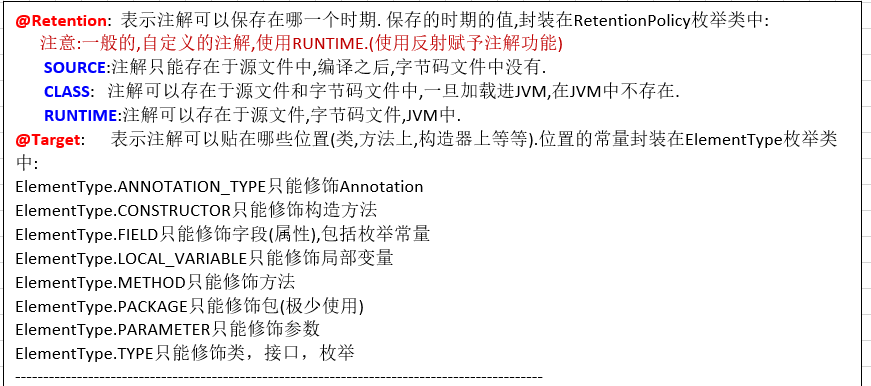 @Retention: 表示注解可以保存在哪一个时期. 保存的时期的值,封装在RetentionPolicy枚举类中:
注意:一般的,自定义的注解,使用RUNTIME.(使用反射赋予注解功能)
SOURCE:注解只能存在于源文件中,编译之后,字节码文件中没有.
CLASS: 注解可以存在于源文件和字节码文件中,一旦加载进JVM,在JVM中不存在.
RUNTIME:注解可以存在于源文件,字节码文件,JVM中.
@Target: 表示注解可以贴在哪些位置(类,方法上,构造器上等等).位置的常量封装在ElementType枚举类
中:
ElementType.ANNOTATION_TYPE只能修饰Annotation
ElementType.CONSTRUCTOR只能修饰构造方法
ElementType.FIELD只能修饰字段(属性),包括枚举常量
ElementType.LOCAL_VARIABLE只能修饰局部变量
ElementType.METHOD只能修饰方法
ElementType.PACKAGE只能修饰包(极少使用)
ElementType.PARAMETER只能修饰参数
ElementType.TYPE只能修饰类，接口，枚举
----------------------------------------------------------------------------------------------